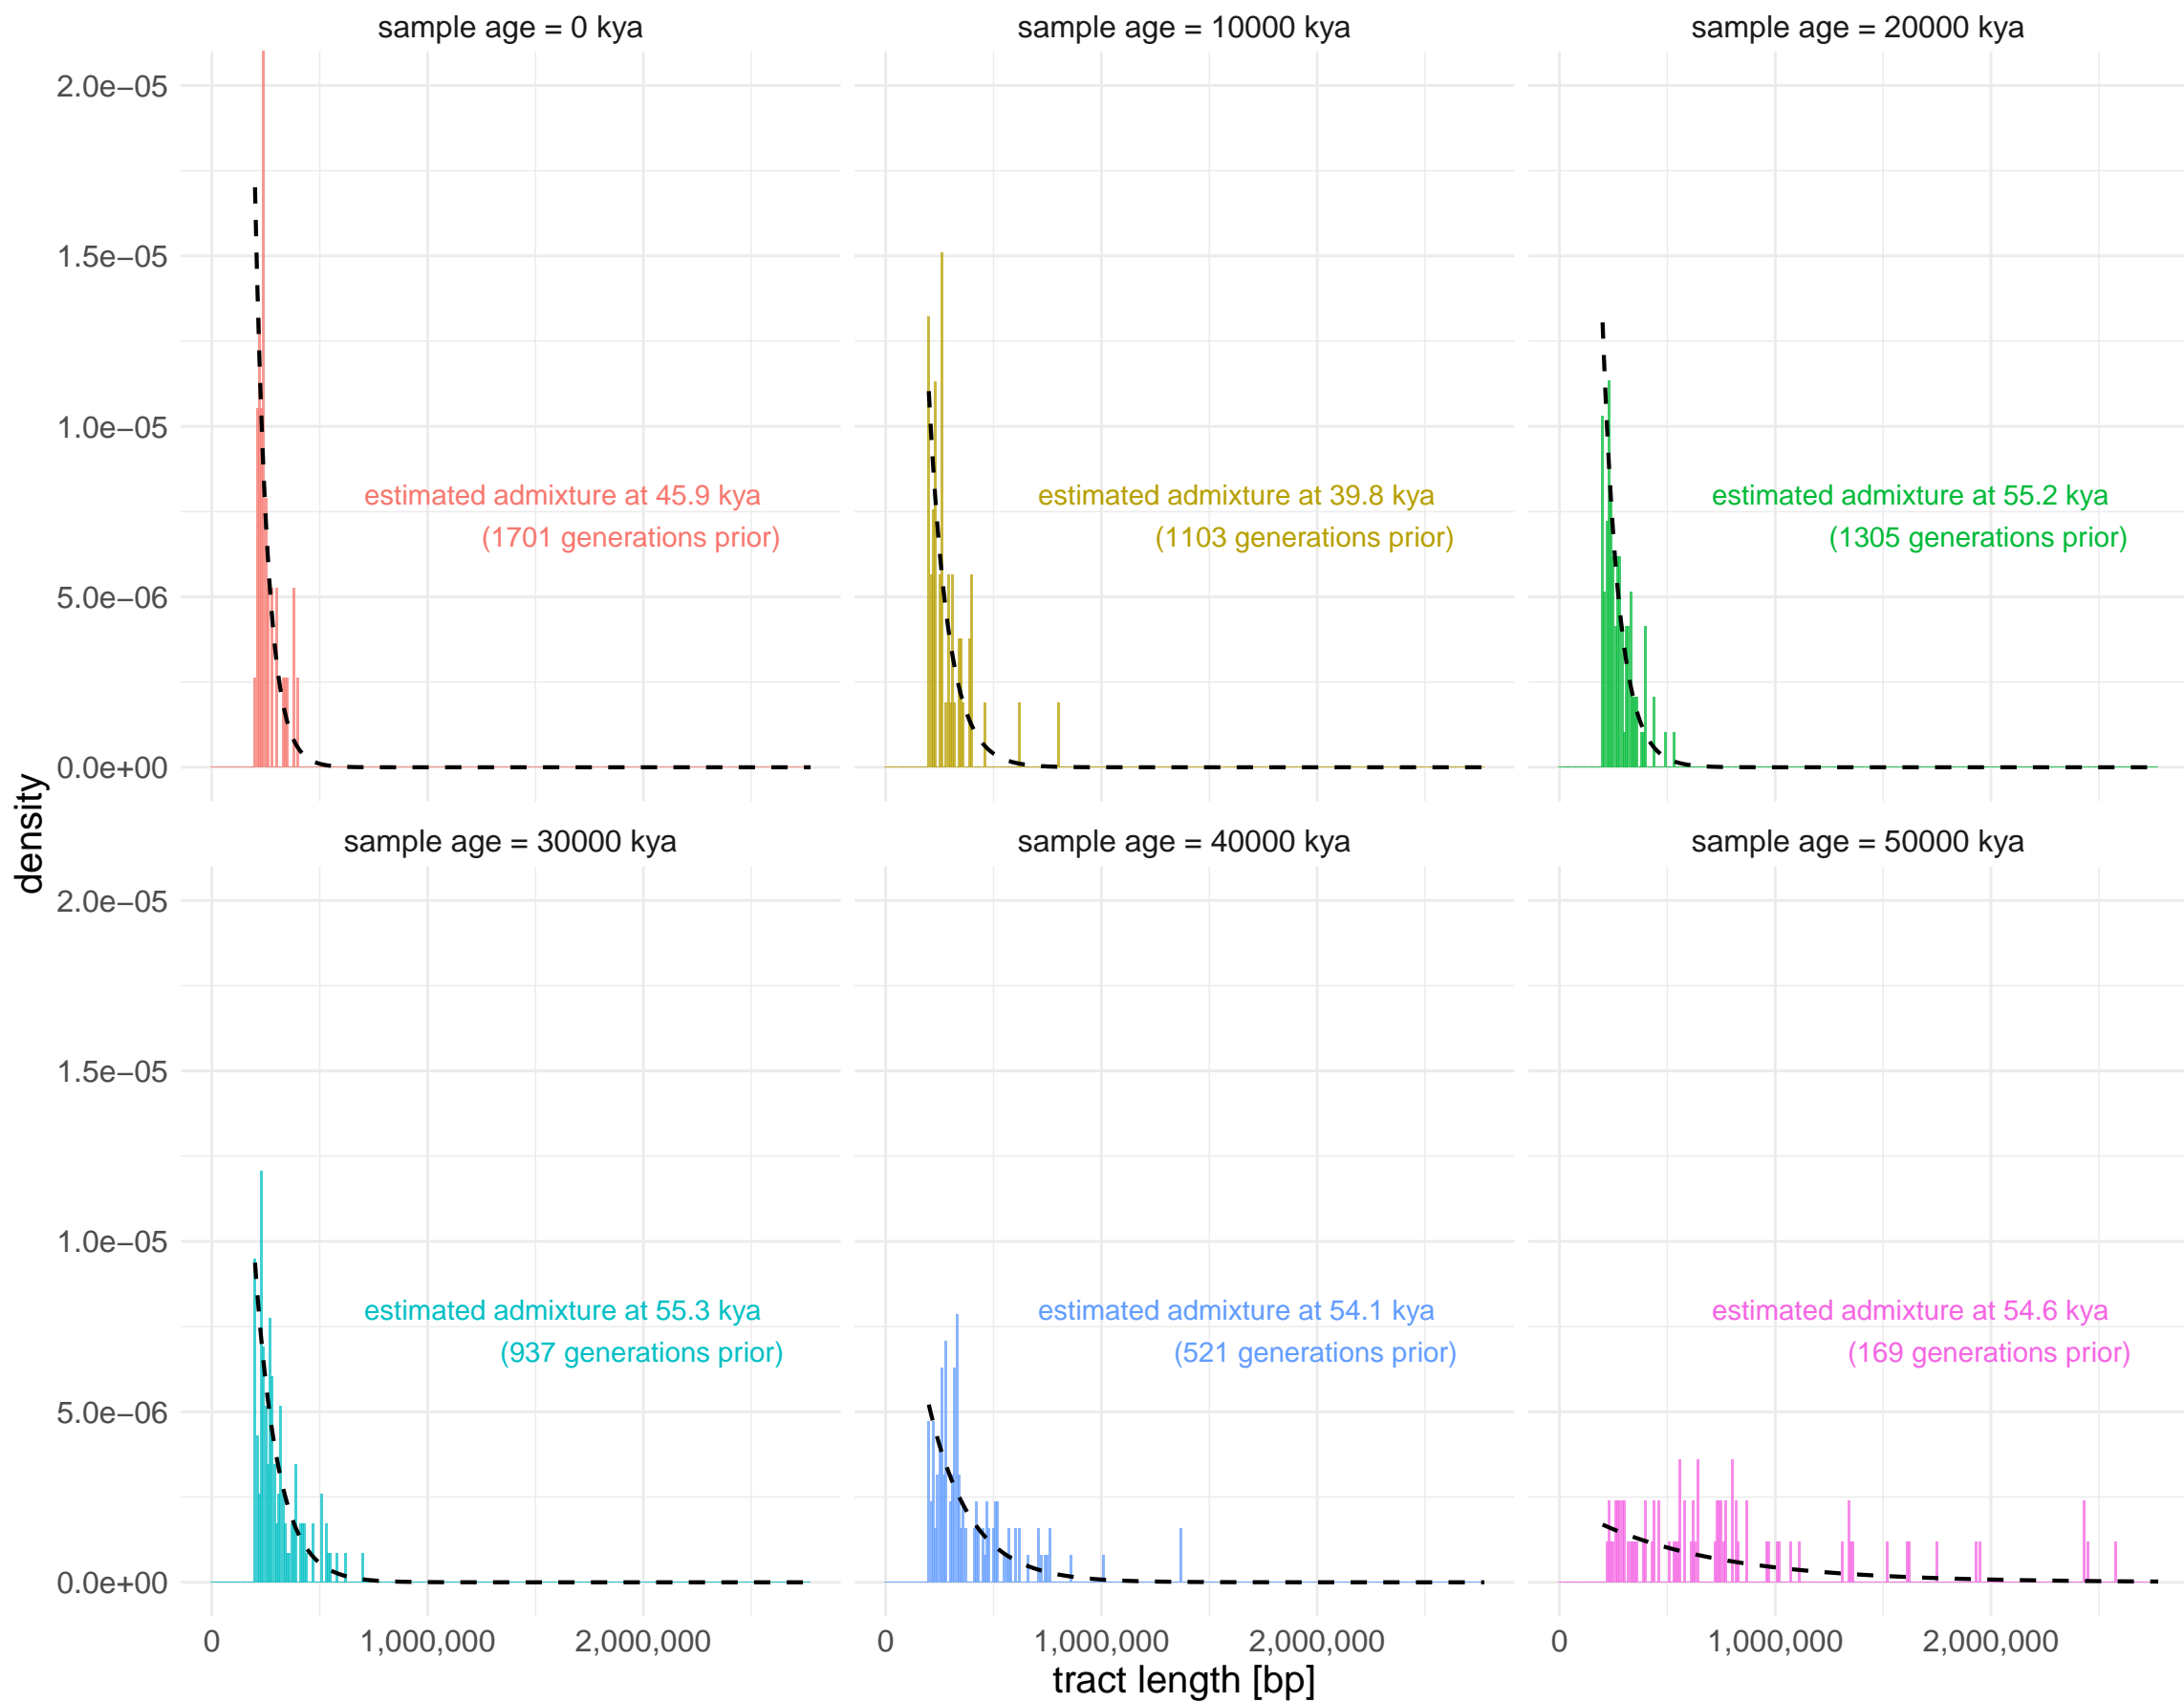 sample age = 0 kya
sample age = 10000 kya
sample age = 20000 kya
2.0e−05
1.5e−05
1.0e−05
5.0e−06
0.0e+00
estimated admixture at 45.9 kya
(1701 generations prior)
estimated admixture at 39.8 kya
(1103 generations prior)
estimated admixture at 55.2 kya
(1305 generations prior)
density
sample age = 30000 kya
sample age = 40000 kya
sample age = 50000 kya
2.0e−05
1.5e−05
1.0e−05
5.0e−06
0.0e+00
estimated admixture at 55.3 kya
(937 generations prior)
estimated admixture at 54.1 kya
(521 generations prior)
estimated admixture at 54.6 kya
(169 generations prior)
0 1,000,000 2,000,000
0 1,000,000 2,000,000
0 1,000,000 2,000,000
tract length [bp]